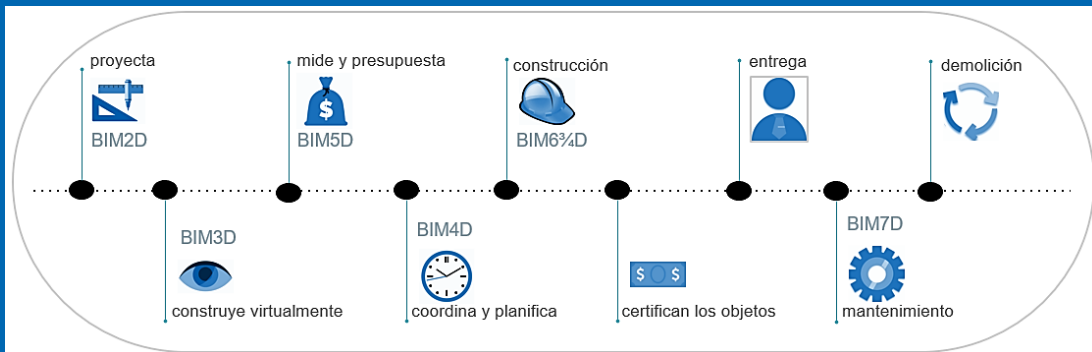 proyecta
BIM2D
mide y presupuesta
$
BIM5D
construcción
BIM6¾D
entrega
demolición
BIM3D
construye virtualmente
BIM4D
coordina y planifica
$ $
certifican los objetos
BIM7D
mantenimiento